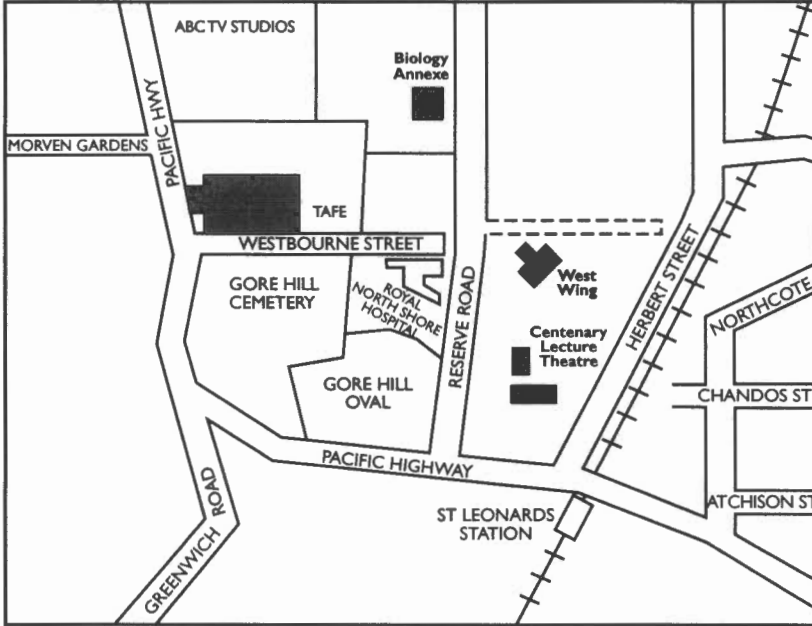 ABC TV STUDIOS
Biology
Annexe
PACIFIC HWY
MORVEN GARDENS
TAFE
WESTBOURNE STREET
GORE HILL
CEMETERY
ROYAL
NORTH SHORE
HOSPITAL
RESERVE ROAD
West
Wing
HERBERT STREET
NORTHCOTE
Centenary
Lecture
Theatre
GORE HILL
OVAL
CHANDOS ST
PACIFIC HIGHWAY
ST LEONARDS
STATION
ATCHISON ST
GREENWICH ROAD